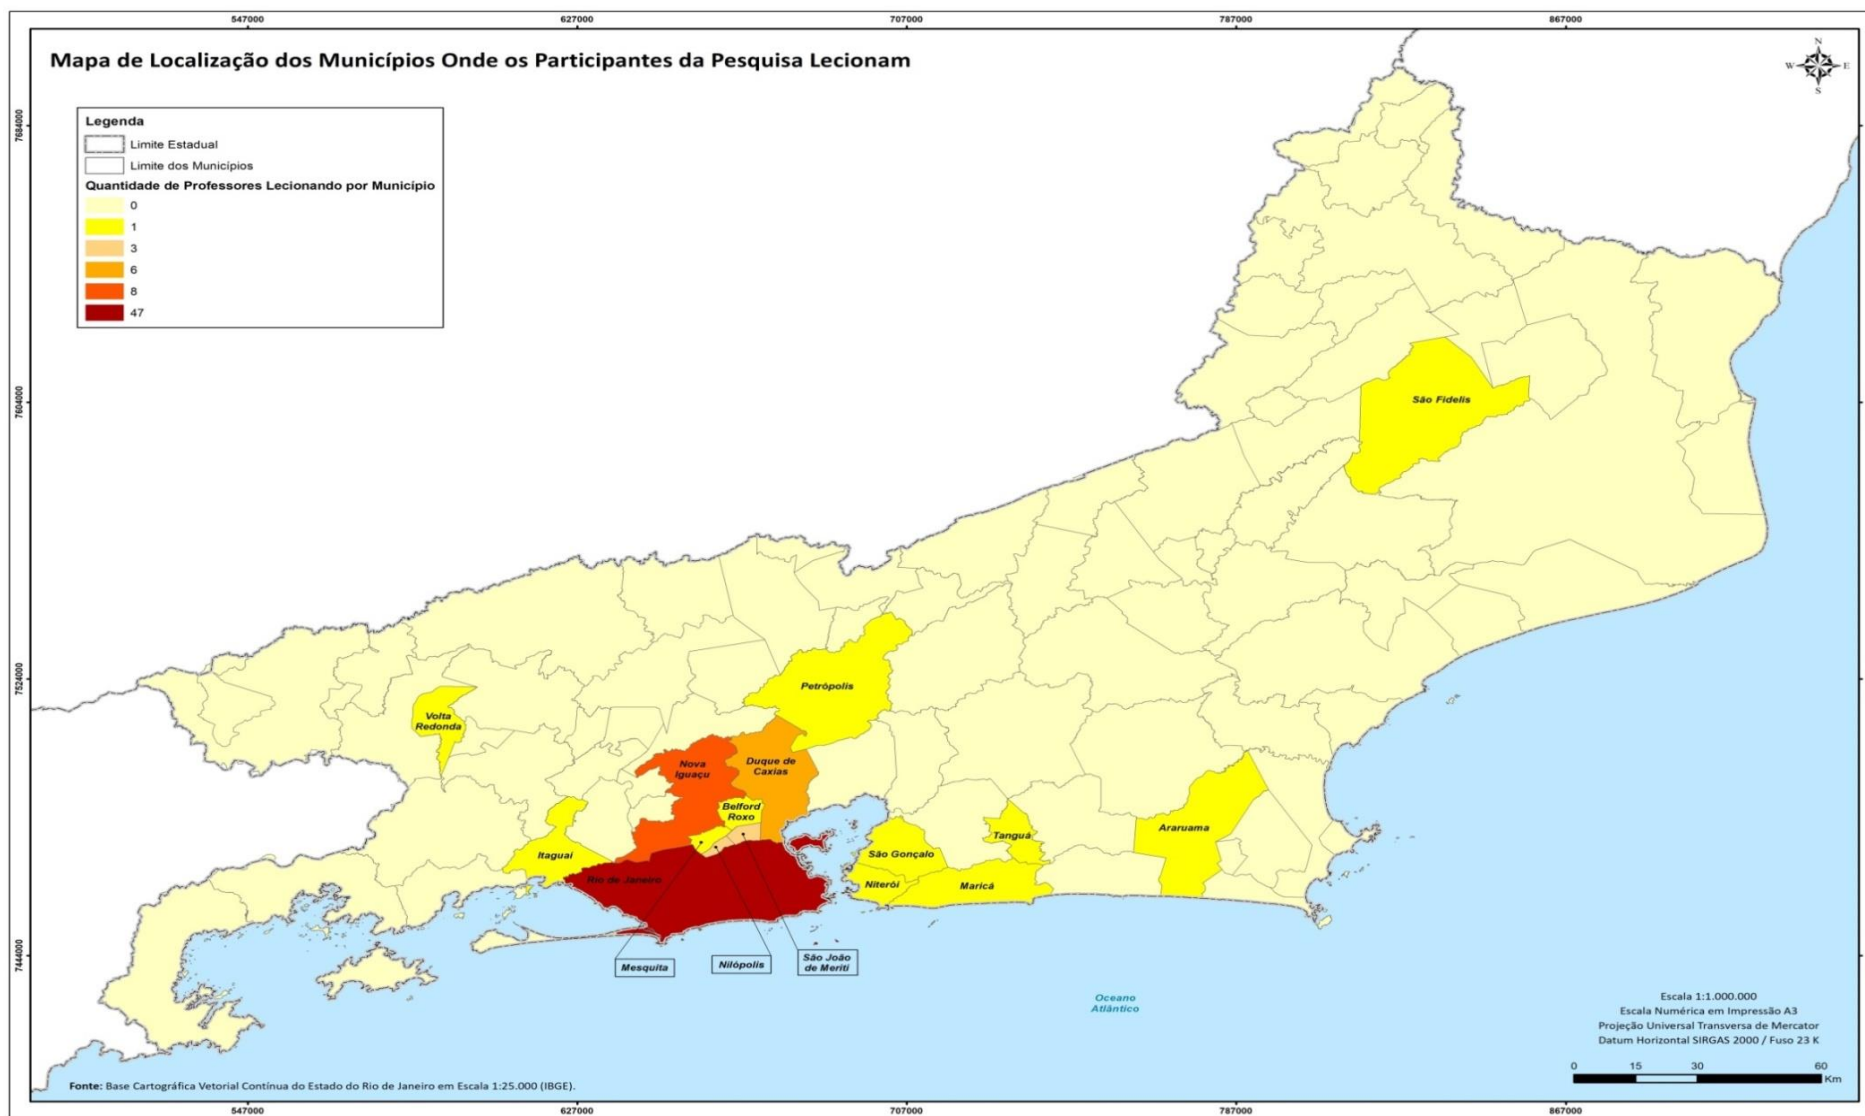 547000
627000
707000
787000
867000
Mapa de Localização dos Municípios Onde os Participantes da Pesquisa Lecionam
N
W
E
S
Legenda
Limite Estadual
Limite dos Municípios
Quantidade de Professores Lecionando por Município
0
1
3
6
8
47
7684000
7604000
7524000
7444000
São Fidelis
Petrópolis
Volta
Redonda
Nova
Iguaçu
Duque de
Caxias
Belford
Roxo
Itaguaí
Rio de Janeiro
São Gonçalo
Niterói
Maricá
Tanguá
Araruama
Mesquita
Nilópolis
São João
de Meriti
Oceano
Atlântico
Escala 1:1.000.000
Escala Numérica em Impressão A3
Projeção Universal Transversa de Mercator
Datum Horizontal SIRGAS 2000 / Fuso 23 K
0 15 30 60
Km
Fonte: Base Cartográfica Vetorial Contínua do Estado do Rio de Janeiro em Escala 1:25.000 (IBGE).
547000
627000
707000
787000
867000